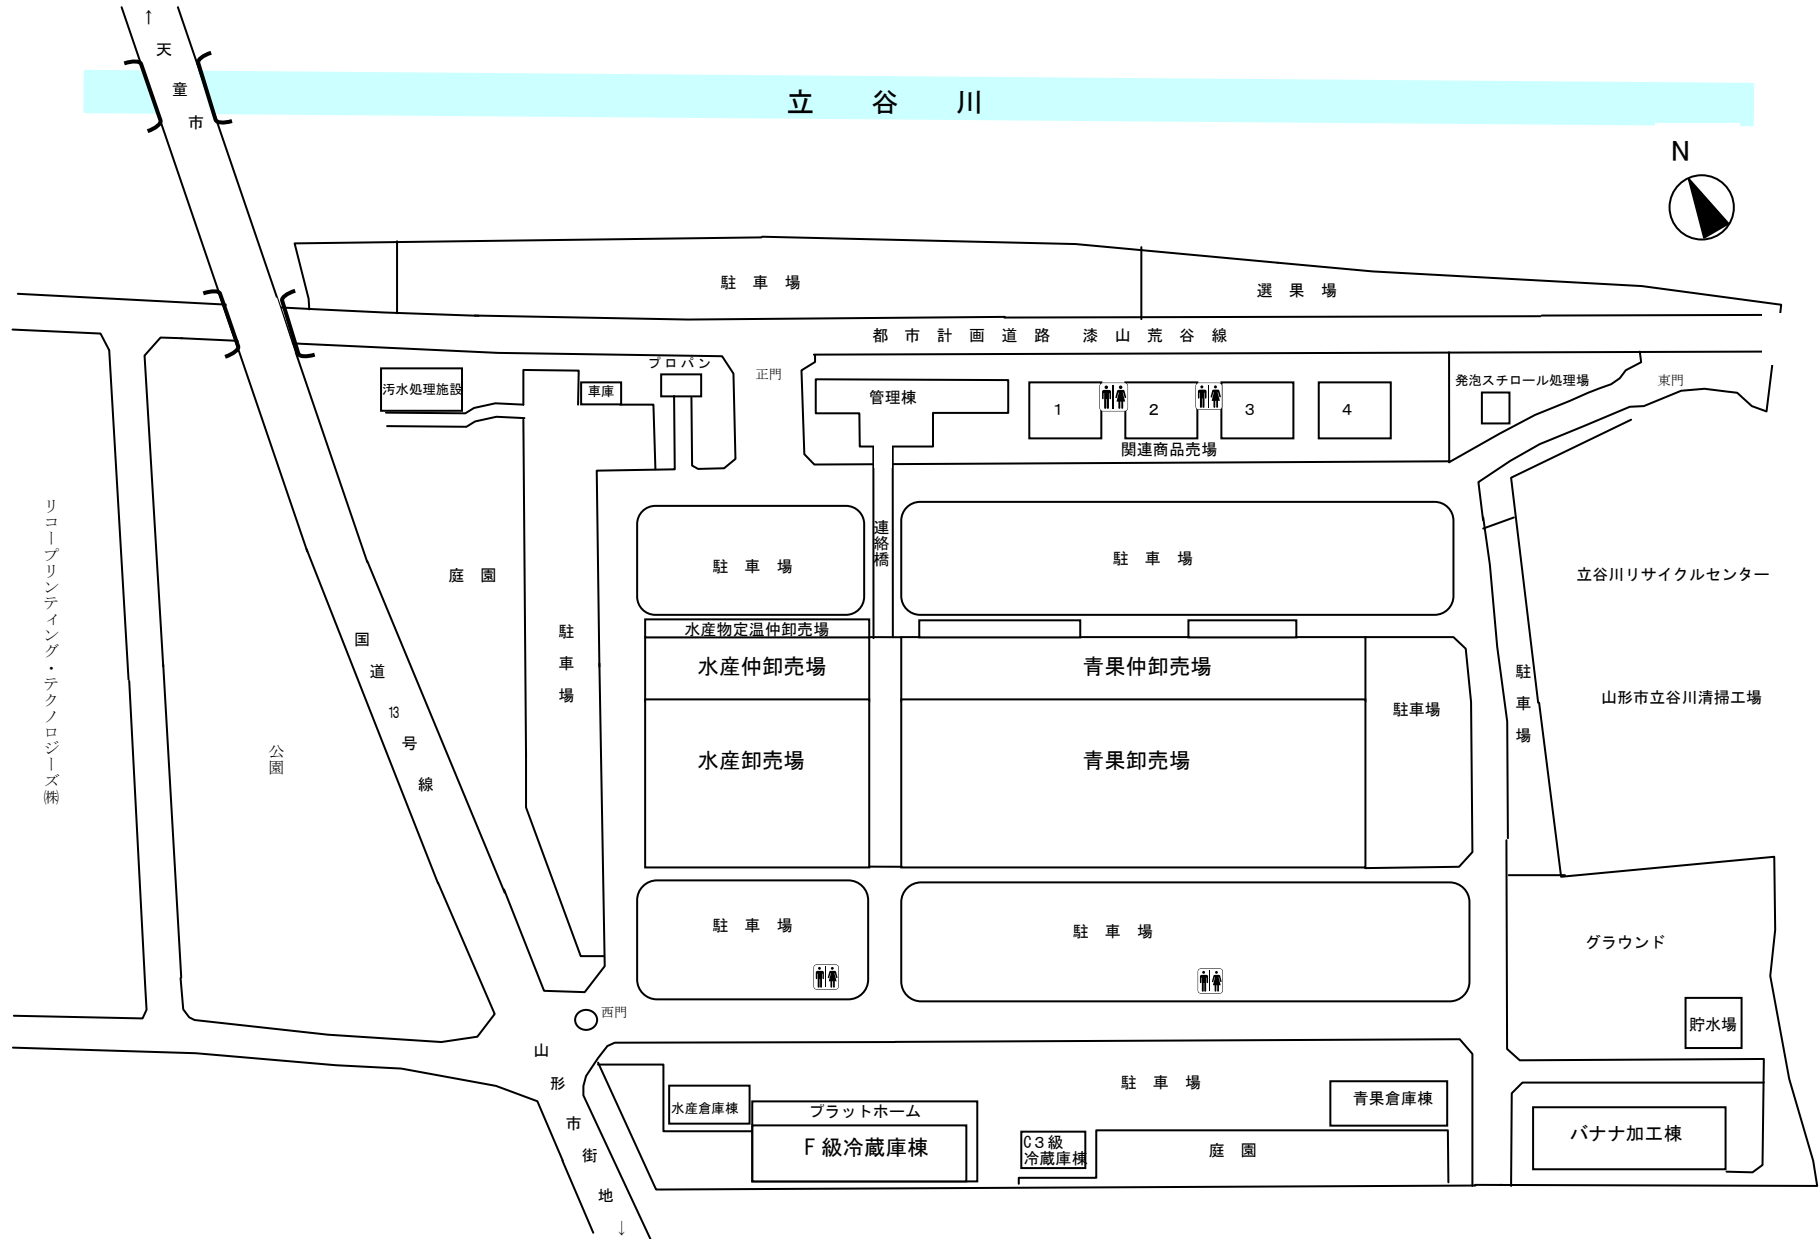 ↑
天童市
立谷川
N
駐車場
選果場
都市計画道路 漆山荒谷線
プロパン
正門
汚水処理施設
車庫
管理棟
1
2
3
4
関連商品売場
発泡スチロール処理場
東門
リコープリンティング・テクノロジーズ㈱
庭園
駐車場
連絡橋
駐車場
立谷川リサイクルセンター
国道13号線
駐車場
水産物定温仲卸売場
水産仲卸売場
青果仲卸売場
駐車場
駐車場
山形市立谷川清掃工場
公園
水産卸売場
青果卸売場
駐車場
駐車場
グラウンド
西門
貯水場
山形市街地
↓
駐車場
水産倉庫棟
プラットホーム
F級冷蔵庫棟
C3級
冷蔵庫棟
庭園
青果倉庫棟
バナナ加工棟